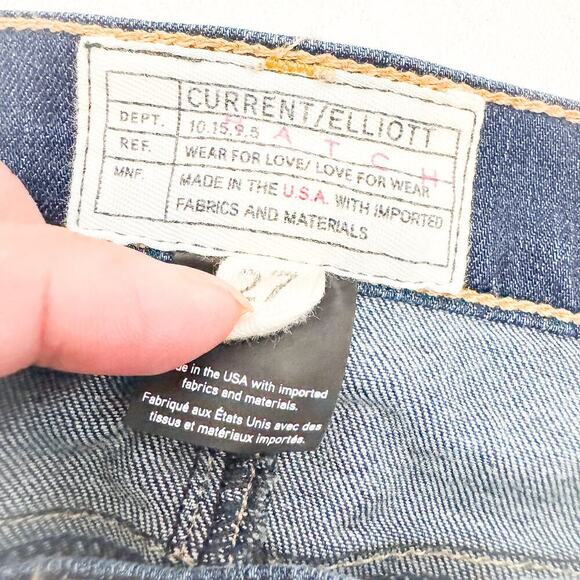 CURRENT/ELLIOTT
DEPT. 10.15.9.5
MATCH
REF. WEAR FOR LOVE/ LOVE FOR WEAR
MNF. MADE IN THE U.S.A. WITH IMPORTED
FABRICS AND MATERIALS
27
in the USA with imported
fabrics and materials.
Fabriqué aux États Unis avec des
tissus et matériaux importés.